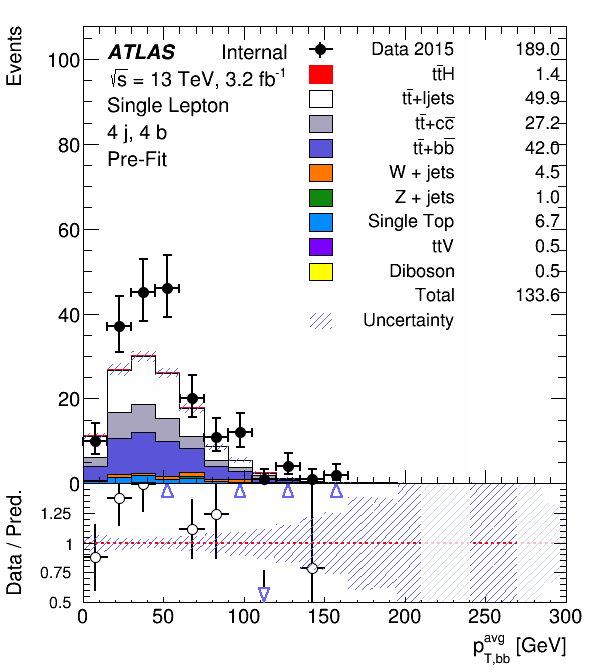 Events
ATLAS Internal
√s = 13 TeV, 3.2 fb⁻¹
Single Lepton
4 j, 4 b
Pre-Fit
Data 2015 189.0
tt̅H 1.4
tt̅+ljets 49.9
tt̅+cc̅ 27.2
tt̅+bb̅ 42.0
W + jets 4.5
Z + jets 1.0
Single Top 6.7
ttV 0.5
Diboson 0.5
Total 133.6
Uncertainty
100
80
60
40
20
0
Data / Pred.
1.25
1
0.75
0.5
0 50 100 150 200 250 300
p_{T,bb}^{avg} [GeV]